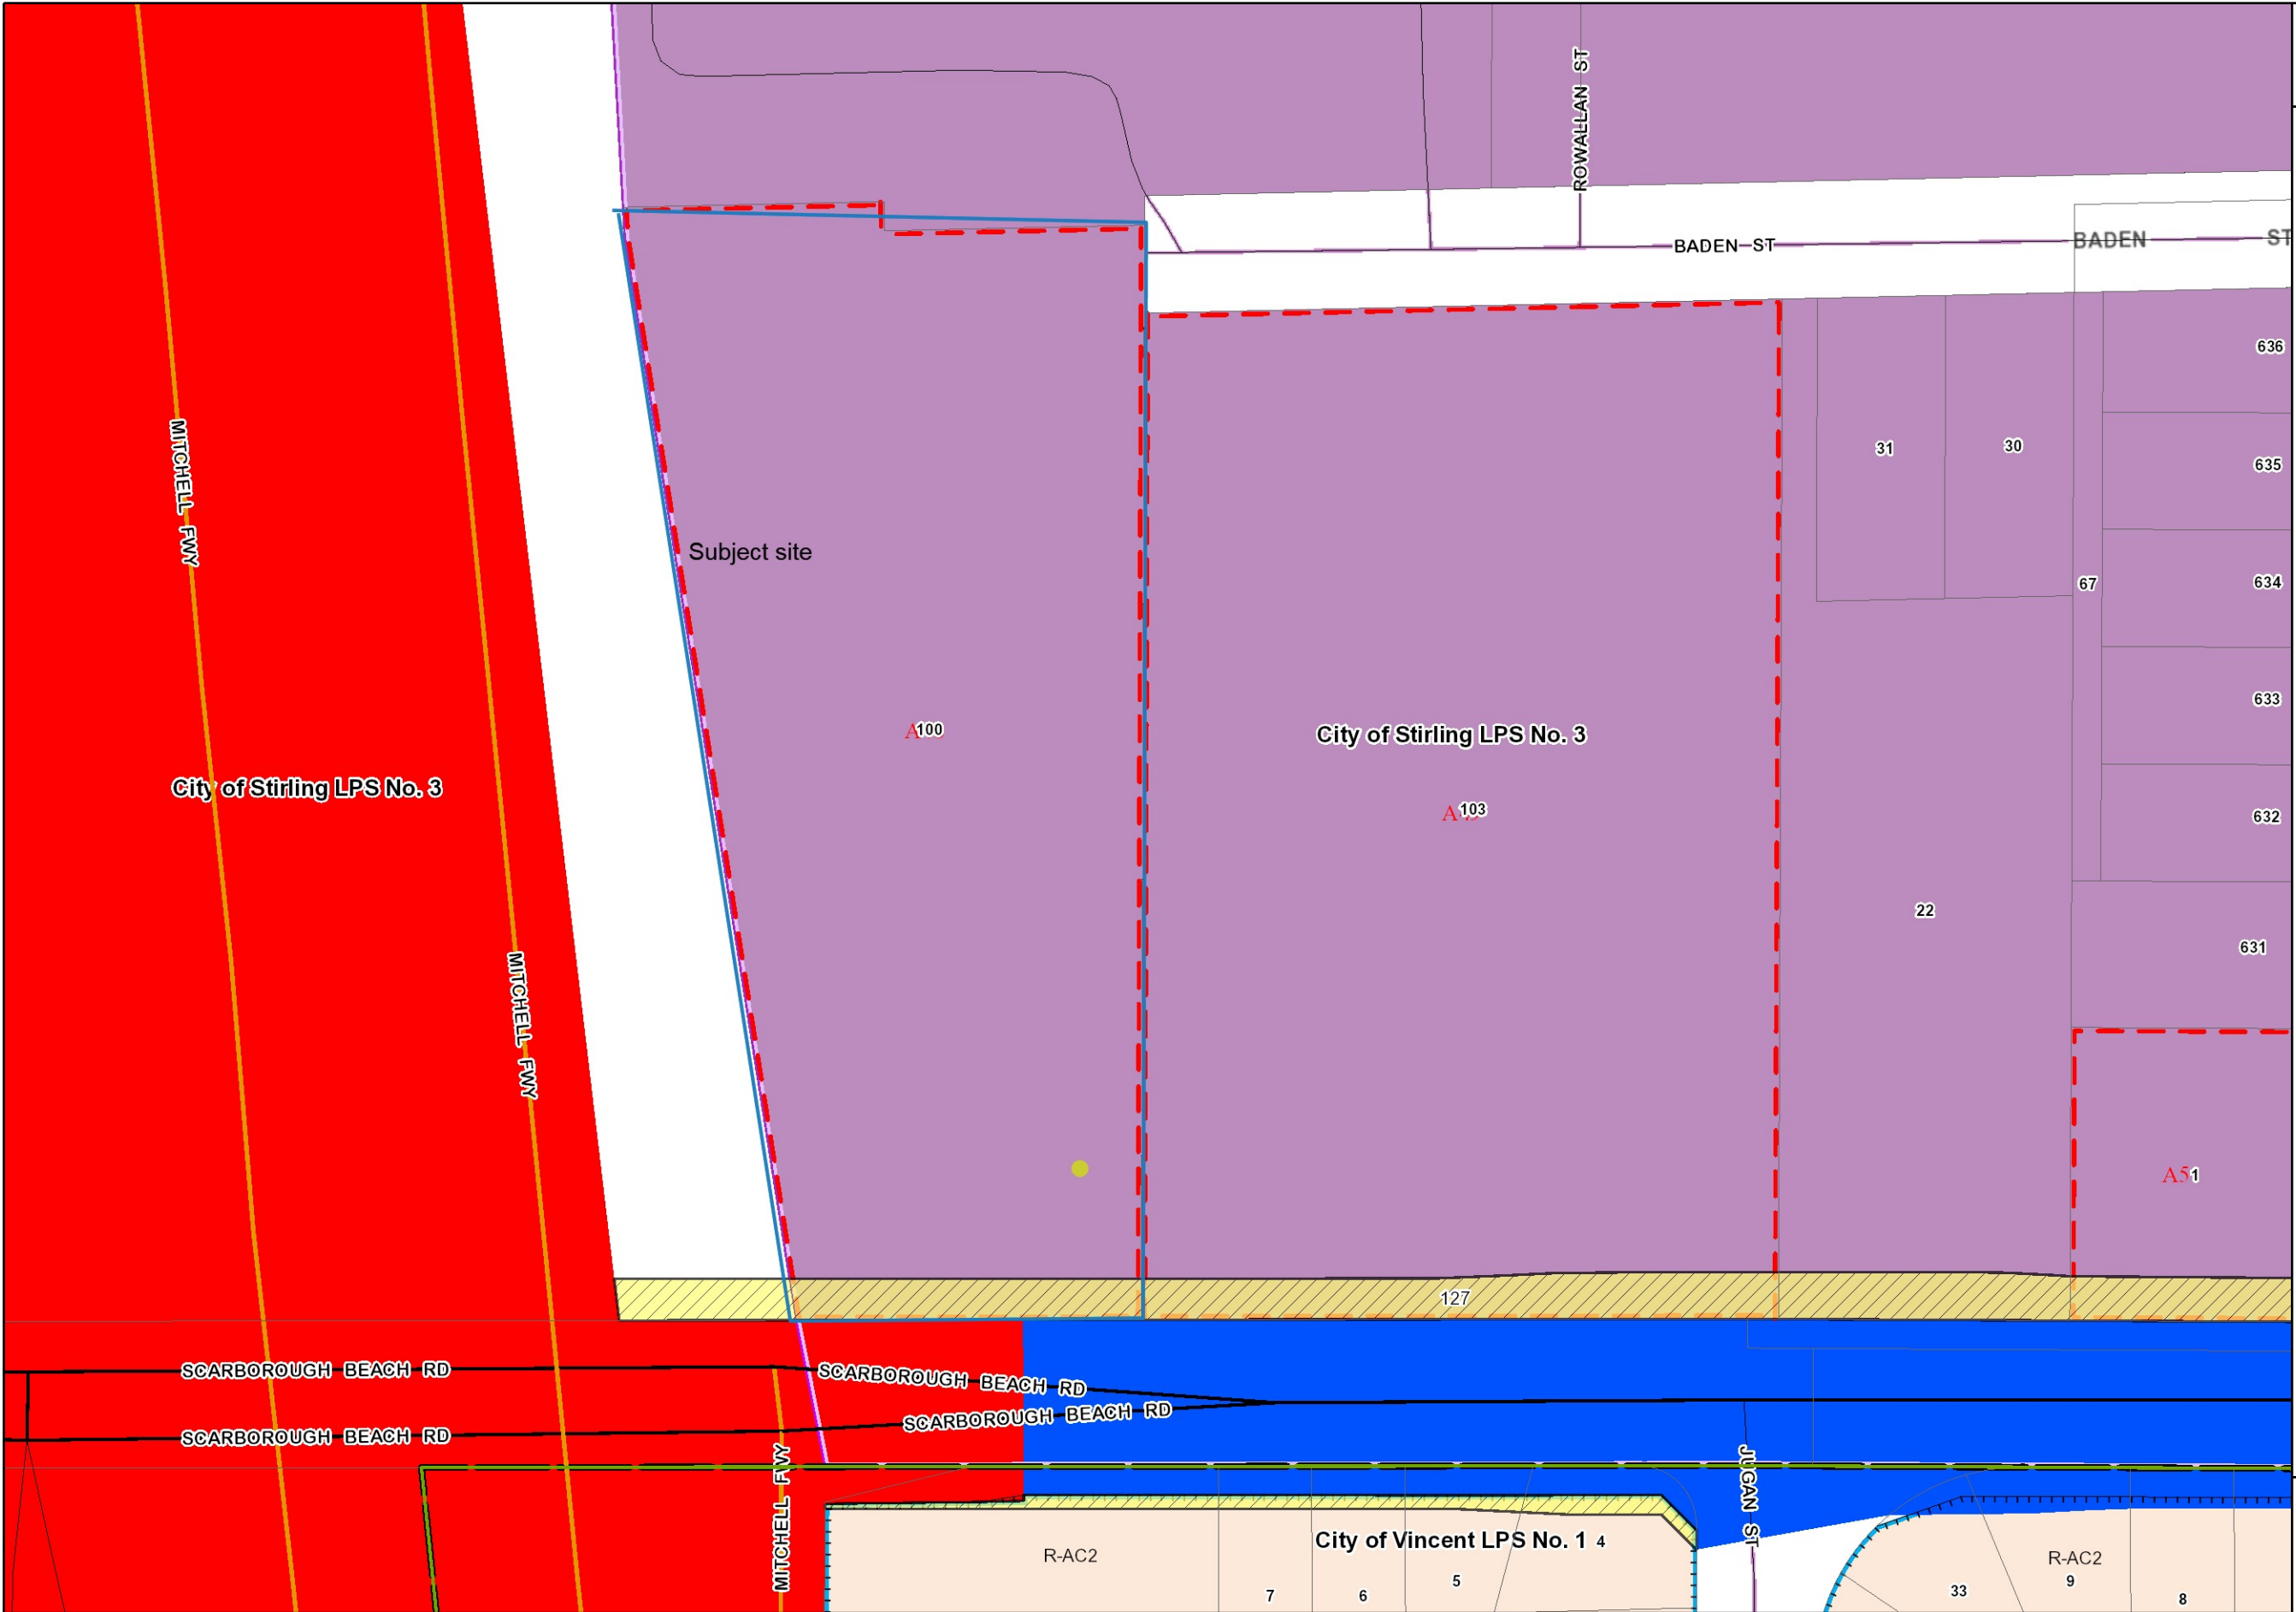 ROWALLAN ST
BADEN ST
BADEN ST
636
MITCHELL FWY
31
30
635
Subject site
67
634
633
100
City of Stirling LPS No. 3
City of Stirling LPS No. 3
103
632
22
631
MITCHELL FWY
A51
127
SCARBOROUGH BEACH RD
SCARBOROUGH BEACH RD
SCARBOROUGH BEACH RD
SCARBOROUGH BEACH RD
MITCHELL FWY
JUGAN ST
City of Vincent LPS No. 1
4
R-AC2
R-AC2
7
6
5
33
9
8